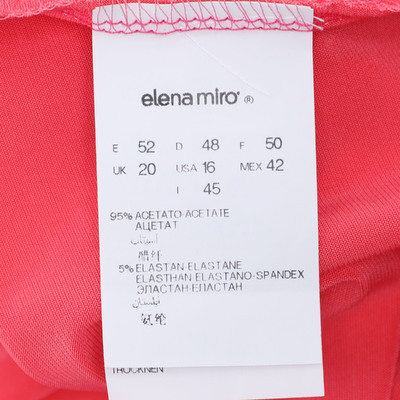 elena miro ®
E 52 D 48 F 50
UK 20 USA 16 MEX 42
I 45
95% ACETATO-ACETATE
АЦЕТАТ
أسيتات
醋纤
5% ELASTAN-ELASTANE
ELASTHAN-ELASTANO-SPANDEX
ЭЛАСТАН-ЕЛАСТАН
氨纶
TROCKNEN